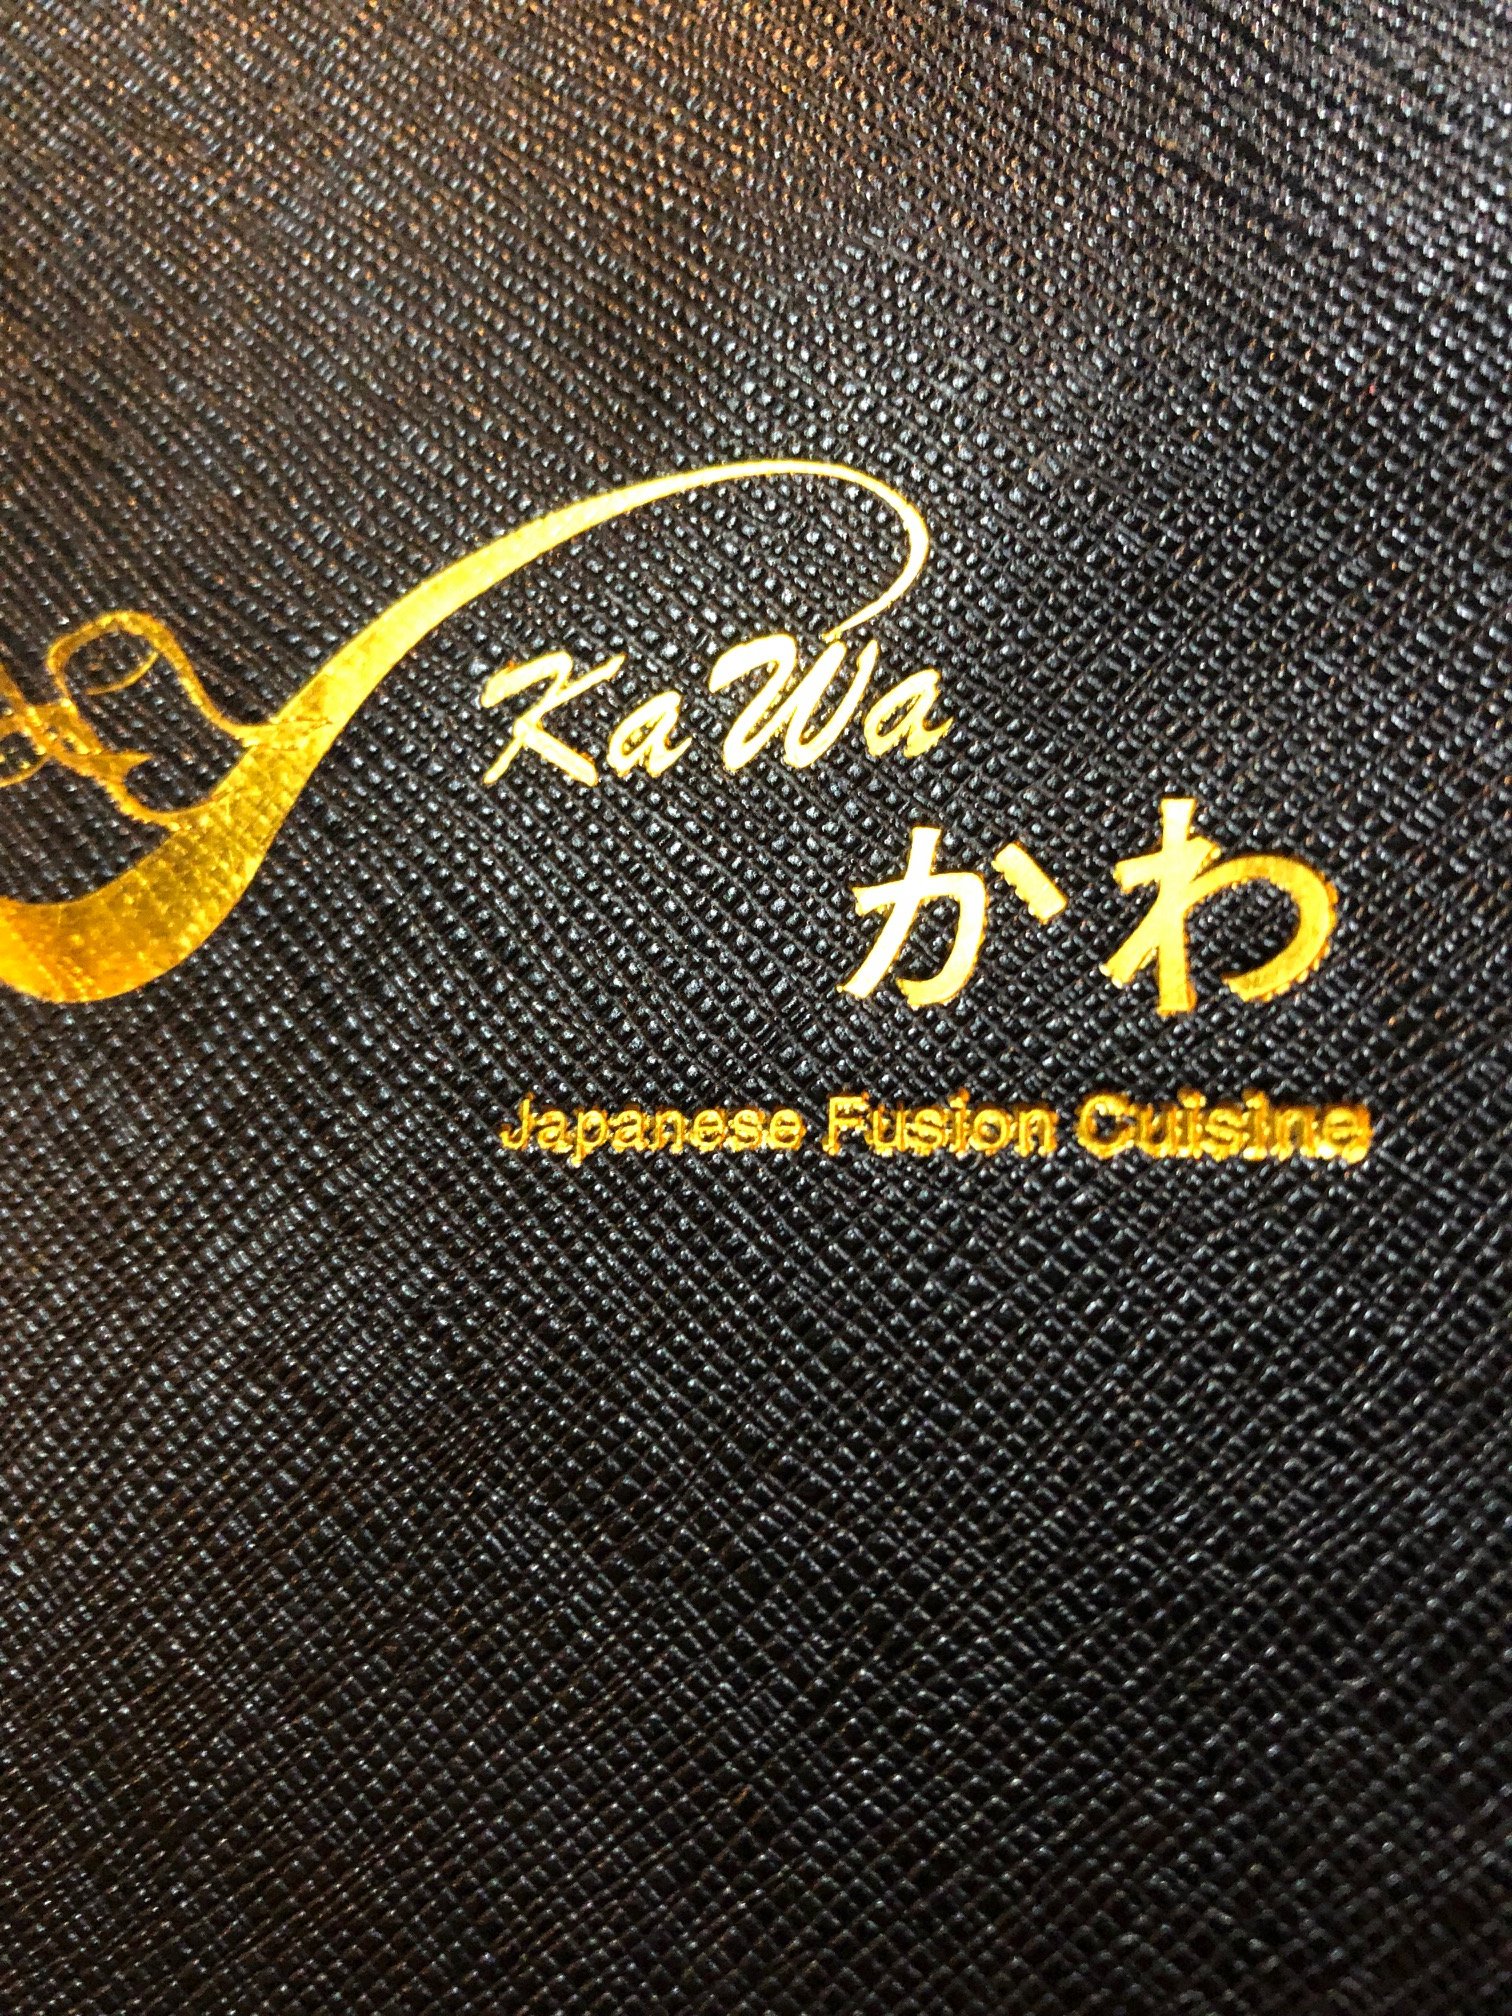 KaWa
かわ
Japanese Fusion Cuisine